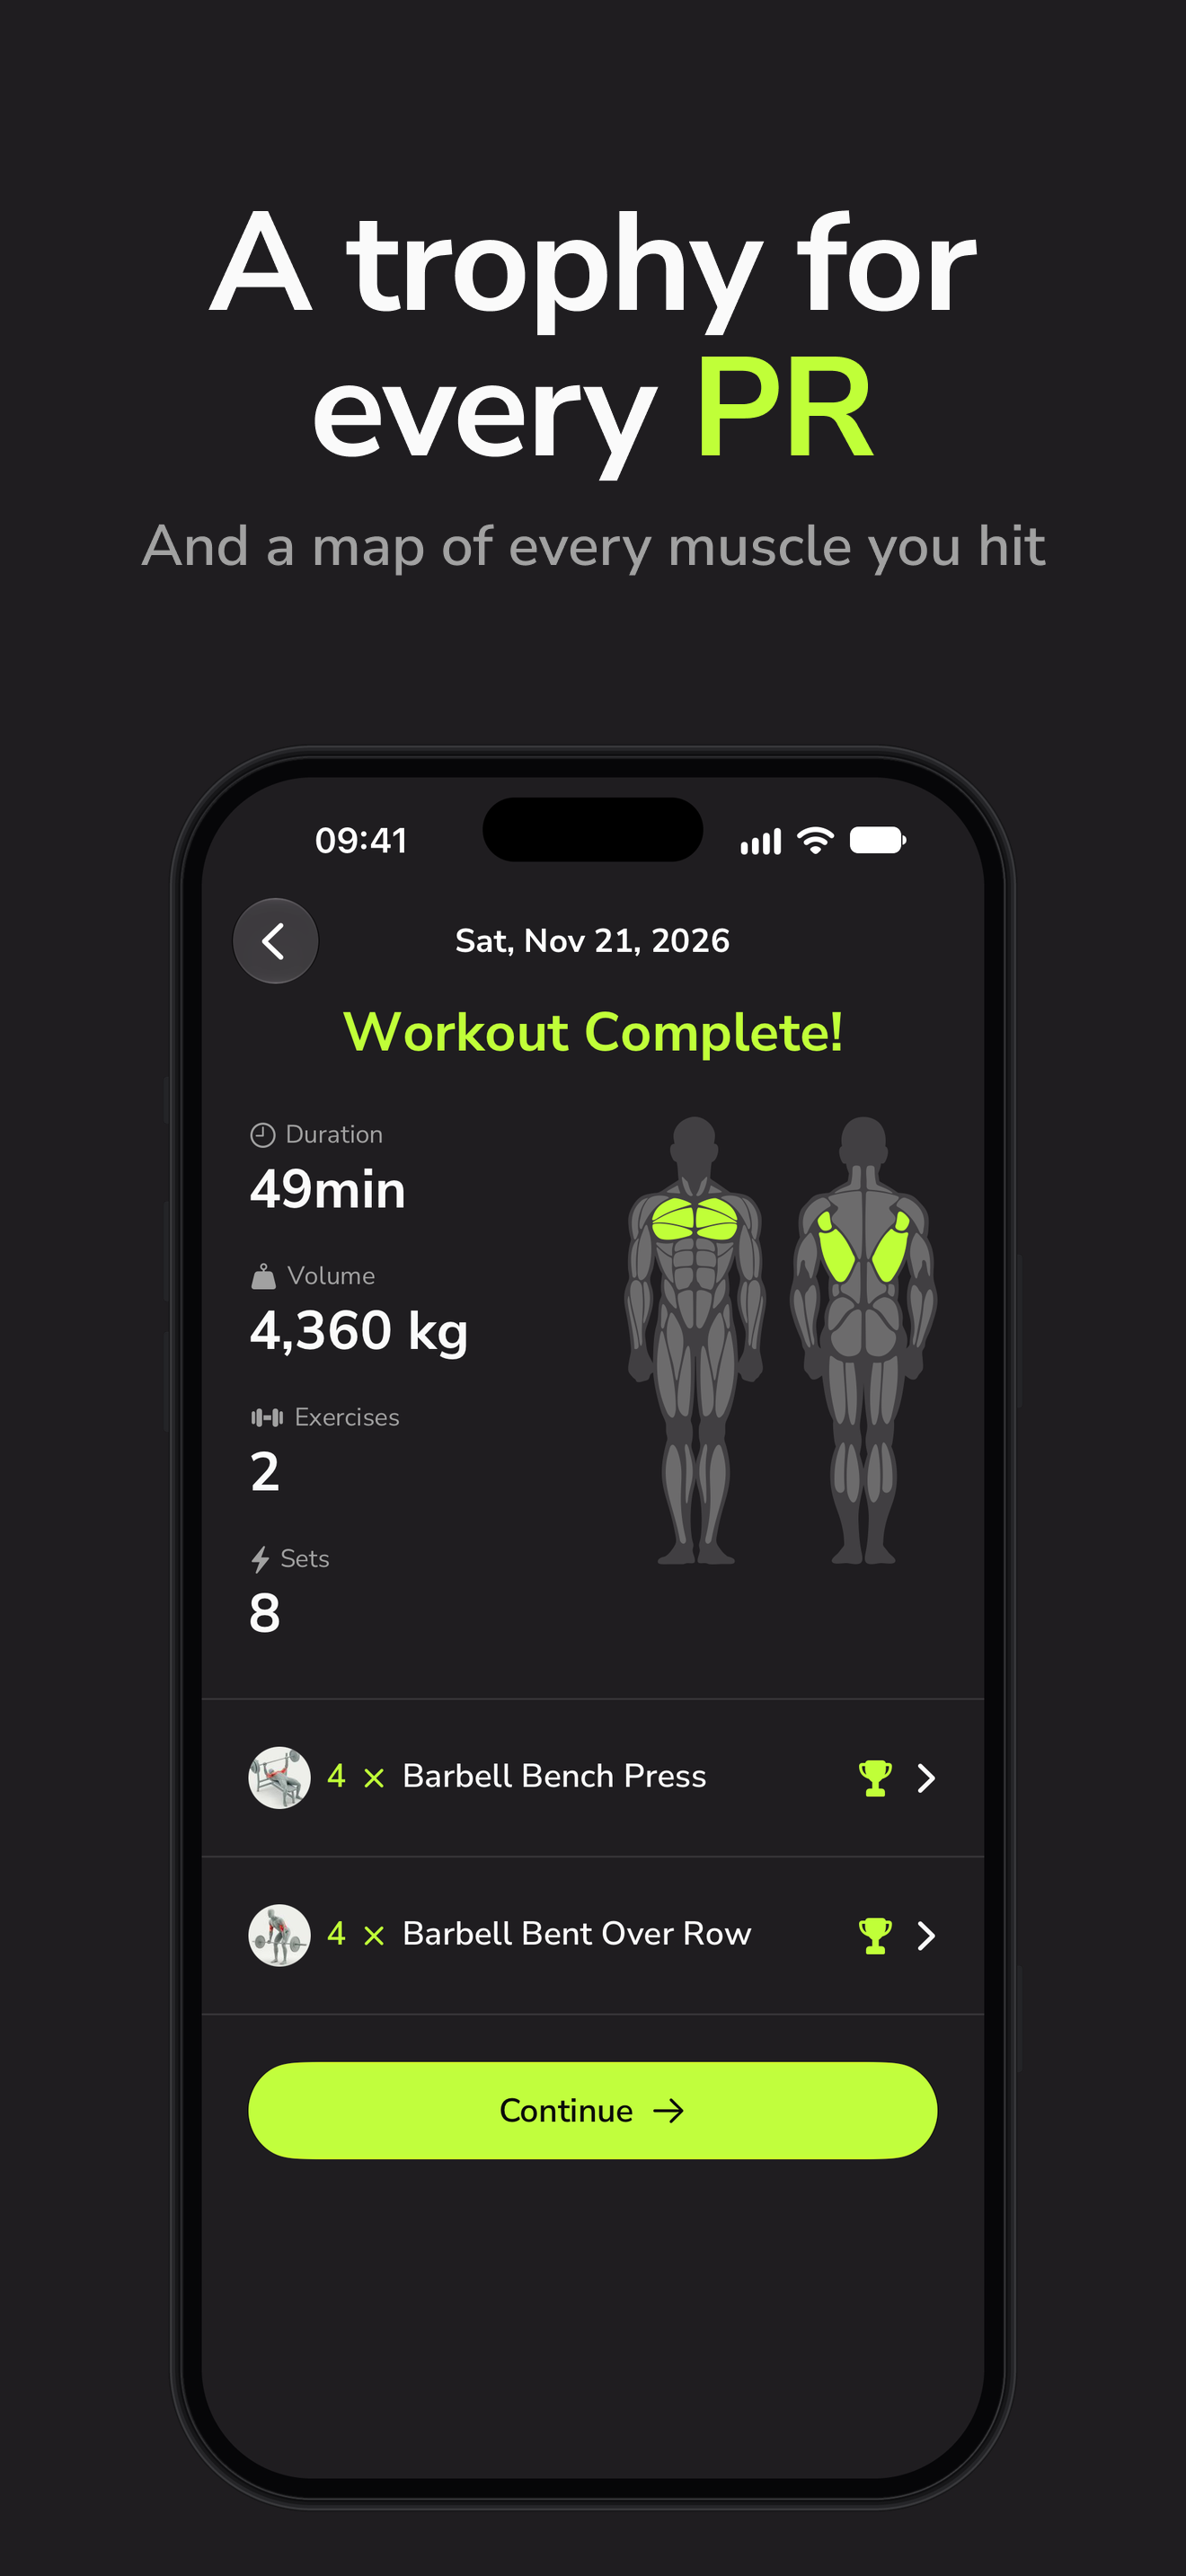 A trophy for
every PR
And a map of every muscle you hit
09:41
Sat, Nov 21, 2026
Workout Complete!
Duration
49min
Volume
4,360 kg
Exercises
2
Sets
8
4 × Barbell Bench Press
4 × Barbell Bent Over Row
Continue →